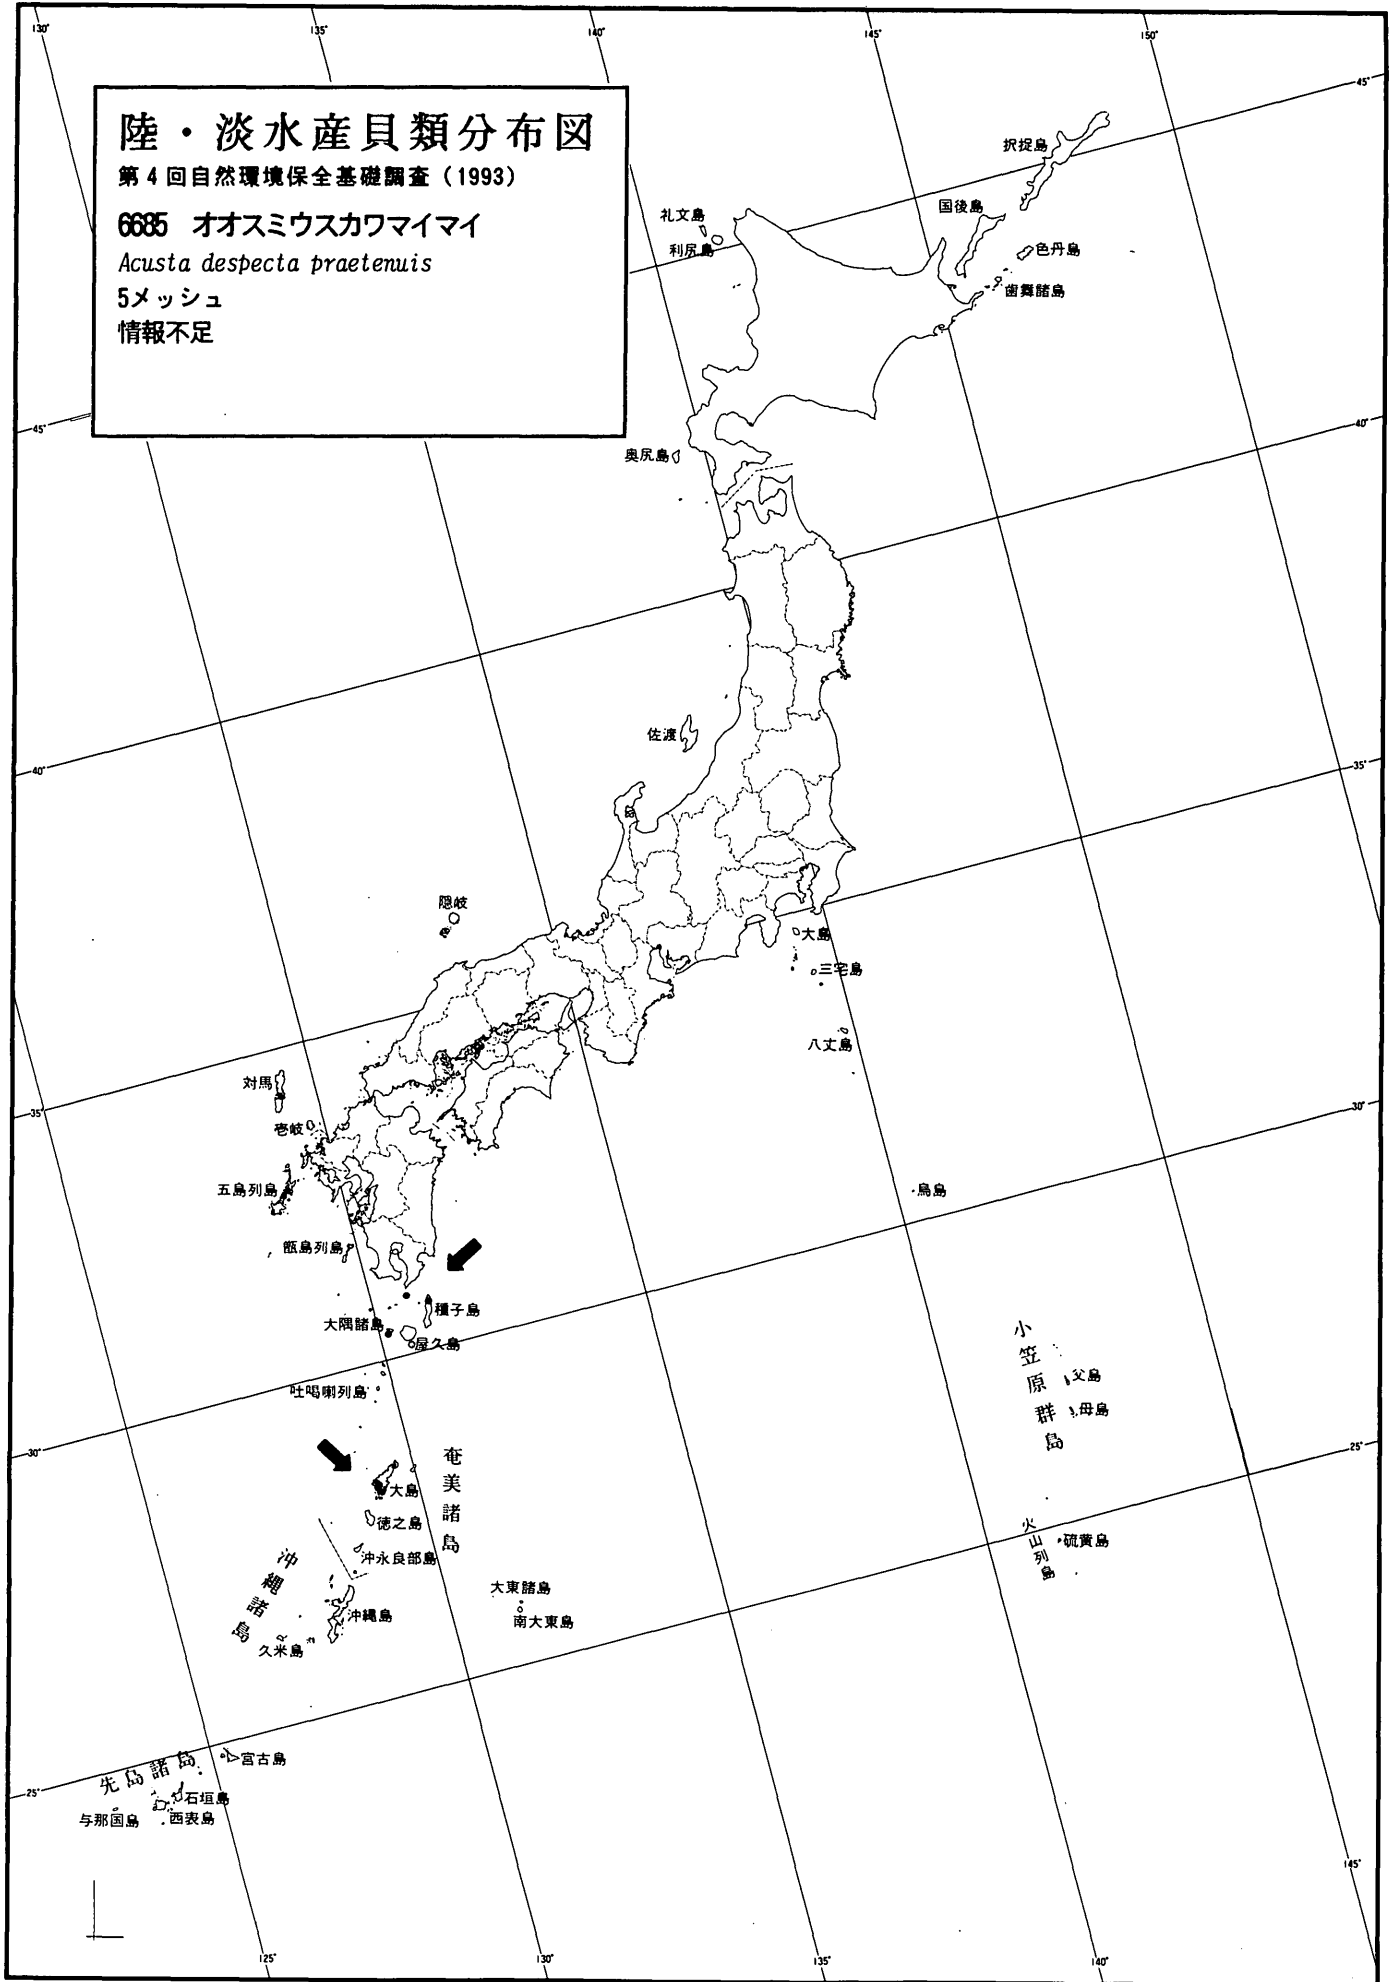 130°
135°
140°
145°
150°
45°
陸・淡水産貝類分布図
第4回自然環境保全基礎調査（1993）
6685 オオスミウスカワマイマイ
Acusta despecta praetenuis
5メッシュ
情報不足
択捉島
国後島
礼文島
利尻島
色丹島
歯舞諸島
45°
40°
奥尻島
佐渡
40°
35°
隠岐
大島
三宅島
八丈島
対馬
35°
30°
壱岐
五島列島
鳥島
甑島列島
種子島
大隅諸島
屋久島
小笠原群島
父島
母島
吐噶喇列島
30°
25°
奄美諸島
大島
徳之島
沖永良部島
火山列島
硫黄島
沖縄諸島
沖縄島
久米島
大東諸島
南大東島
先島諸島
宮古島
25°
石垣島
与那国島
西表島
145°
125°
130°
135°
140°